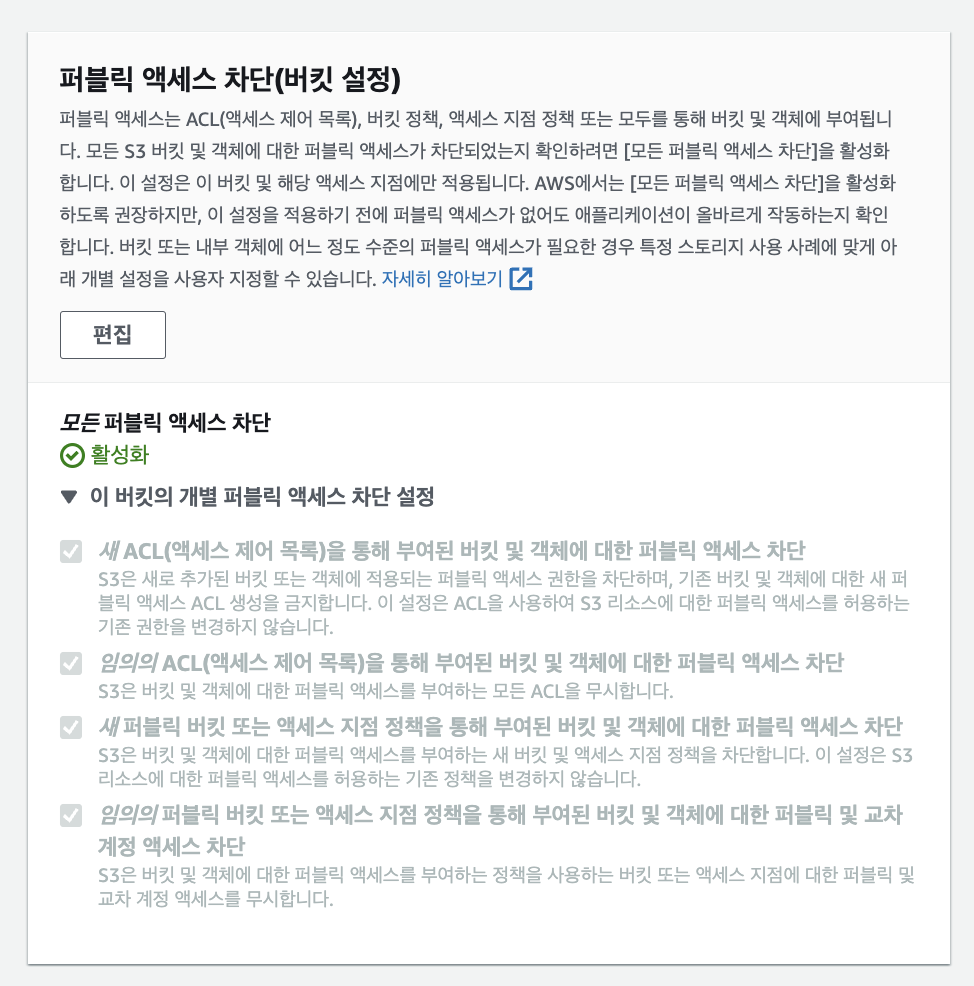 퍼블릭 액세스 차단(버킷 설정)
퍼블릭 액세스는 ACL(액세스 제어 목록), 버킷 정책, 액세스 지점 정책 또는 모두를 통해 버킷 및 객체에 부여됩니
다. 모든 S3 버킷 및 객체에 대한 퍼블릭 액세스가 차단되었는지 확인하려면 [모든 퍼블릭 액세스 차단]을 활성화
합니다. 이 설정은 이 버킷 및 해당 액세스 지점에만 적용됩니다. AWS에서는 [모든 퍼블릭 액세스 차단]을 활성화
하도록 권장하지만, 이 설정을 적용하기 전에 퍼블릭 액세스가 없어도 애플리케이션이 올바르게 작동하는지 확인
합니다. 버킷 또는 내부 객체에 어느 정도 수준의 퍼블릭 액세스가 필요한 경우 특정 스토리지 사용 사례에 맞게 아
래 개별 설정을 사용자 지정할 수 있습니다. 자세히 알아보기
편집
모든 퍼블릭 액세스 차단
활성화
이 버킷의 개별 퍼블릭 액세스 차단 설정
새 ACL(액세스 제어 목록)을 통해 부여된 버킷 및 객체에 대한 퍼블릭 액세스 차단
S3은 새로 추가된 버킷 또는 객체에 적용되는 퍼블릭 액세스 권한을 차단하며, 기존 버킷 및 객체에 대한 새 퍼
블릭 액세스 ACL 생성을 금지합니다. 이 설정은 ACL을 사용하여 S3 리소스에 대한 퍼블릭 액세스를 허용하는
기존 권한을 변경하지 않습니다.
임의의 ACL(액세스 제어 목록)을 통해 부여된 버킷 및 객체에 대한 퍼블릭 액세스 차단
S3은 버킷 및 객체에 대한 퍼블릭 액세스를 부여하는 모든 ACL을 무시합니다.
새 퍼블릭 버킷 또는 액세스 지점 정책을 통해 부여된 버킷 및 객체에 대한 퍼블릭 액세스 차단
S3은 버킷 및 객체에 대한 퍼블릭 액세스를 부여하는 새 버킷 및 액세스 지점 정책을 차단합니다. 이 설정은 S3
리소스에 대한 퍼블릭 액세스를 허용하는 기존 정책을 변경하지 않습니다.
임의의 퍼블릭 버킷 또는 액세스 지점 정책을 통해 부여된 버킷 및 객체에 대한 퍼블릭 및 교차
계정 액세스 차단
S3은 버킷 및 객체에 대한 퍼블릭 액세스를 부여하는 정책을 사용하는 버킷 또는 액세스 지점에 대한 퍼블릭 및
교차 계정 액세스를 무시합니다.